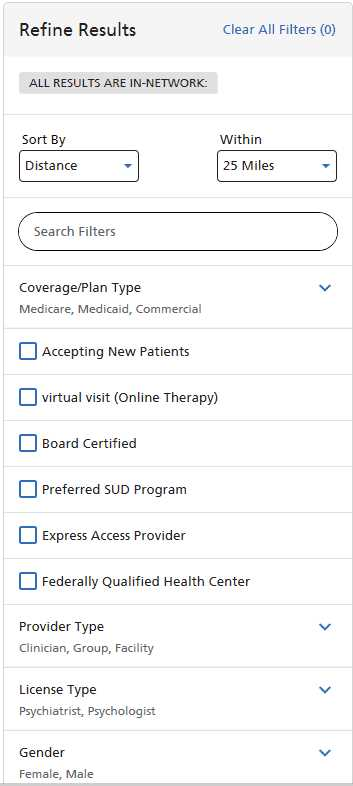 Refine Results
Clear All Filters (0)
ALL RESULTS ARE IN-NETWORK:
Sort By
Within
Distance
25 Miles
Search Filters
Coverage/Plan Type
Medicare, Medicaid, Commercial
Accepting New Patients
virtual visit (Online Therapy)
Board Certified
Preferred SUD Program
Express Access Provider
Federally Qualified Health Center
Provider Type
Clinician, Group, Facility
License Type
Psychiatrist, Psychologist
Gender
Female, Male